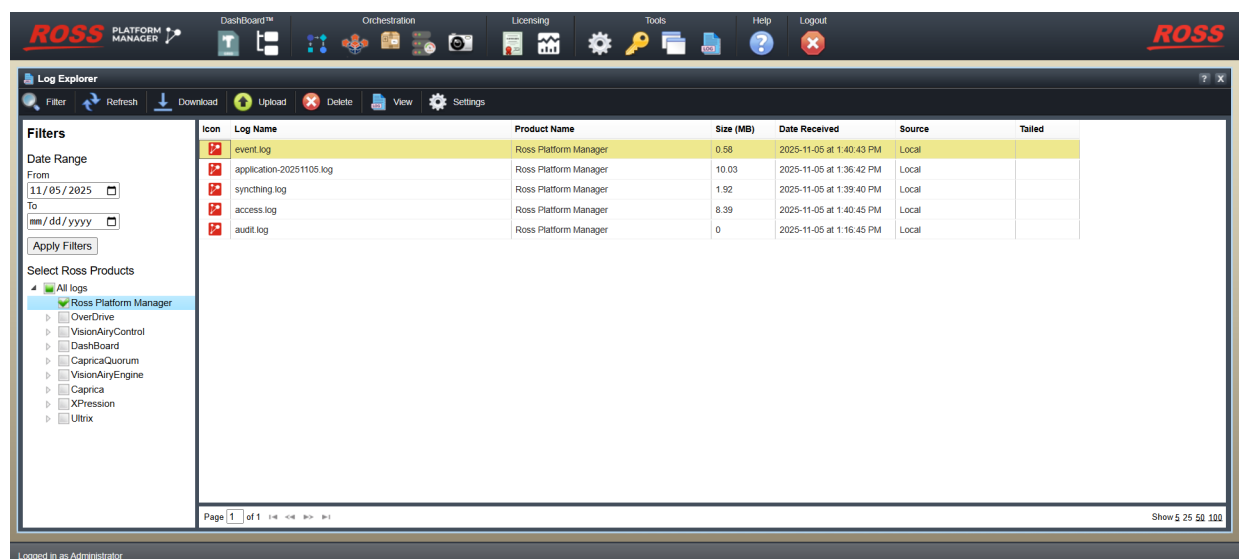 ROSS PLATFORM MANAGER
DashBoard™ Orchestration Licensing Tools Help Logout
LOG
ROSS
Log Explorer ? X
Filter Refresh Download Upload Delete View Settings
Filters
Date Range
From
11/05/2025
To
mm/dd/yyyy
Apply Filters
Select Ross Products
All logs
Ross Platform Manager
OverDrive
VisionAiryControl
DashBoard
CapricaQuorum
VisionAiryEngine
Caprica
XPression
Ultrix
Icon Log Name Product Name Size (MB) Date Received Source Tailed
event.log Ross Platform Manager 0.58 2025-11-05 at 1:40:43 PM Local
application-20251105.log Ross Platform Manager 10.03 2025-11-05 at 1:36:42 PM Local
syncthing.log Ross Platform Manager 1.92 2025-11-05 at 1:39:40 PM Local
access.log Ross Platform Manager 8.39 2025-11-05 at 1:40:45 PM Local
audit.log Ross Platform Manager 0 2025-11-05 at 1:16:45 PM Local
Page 1 of 1 Show 5 25 50 100
Logged in as Administrator